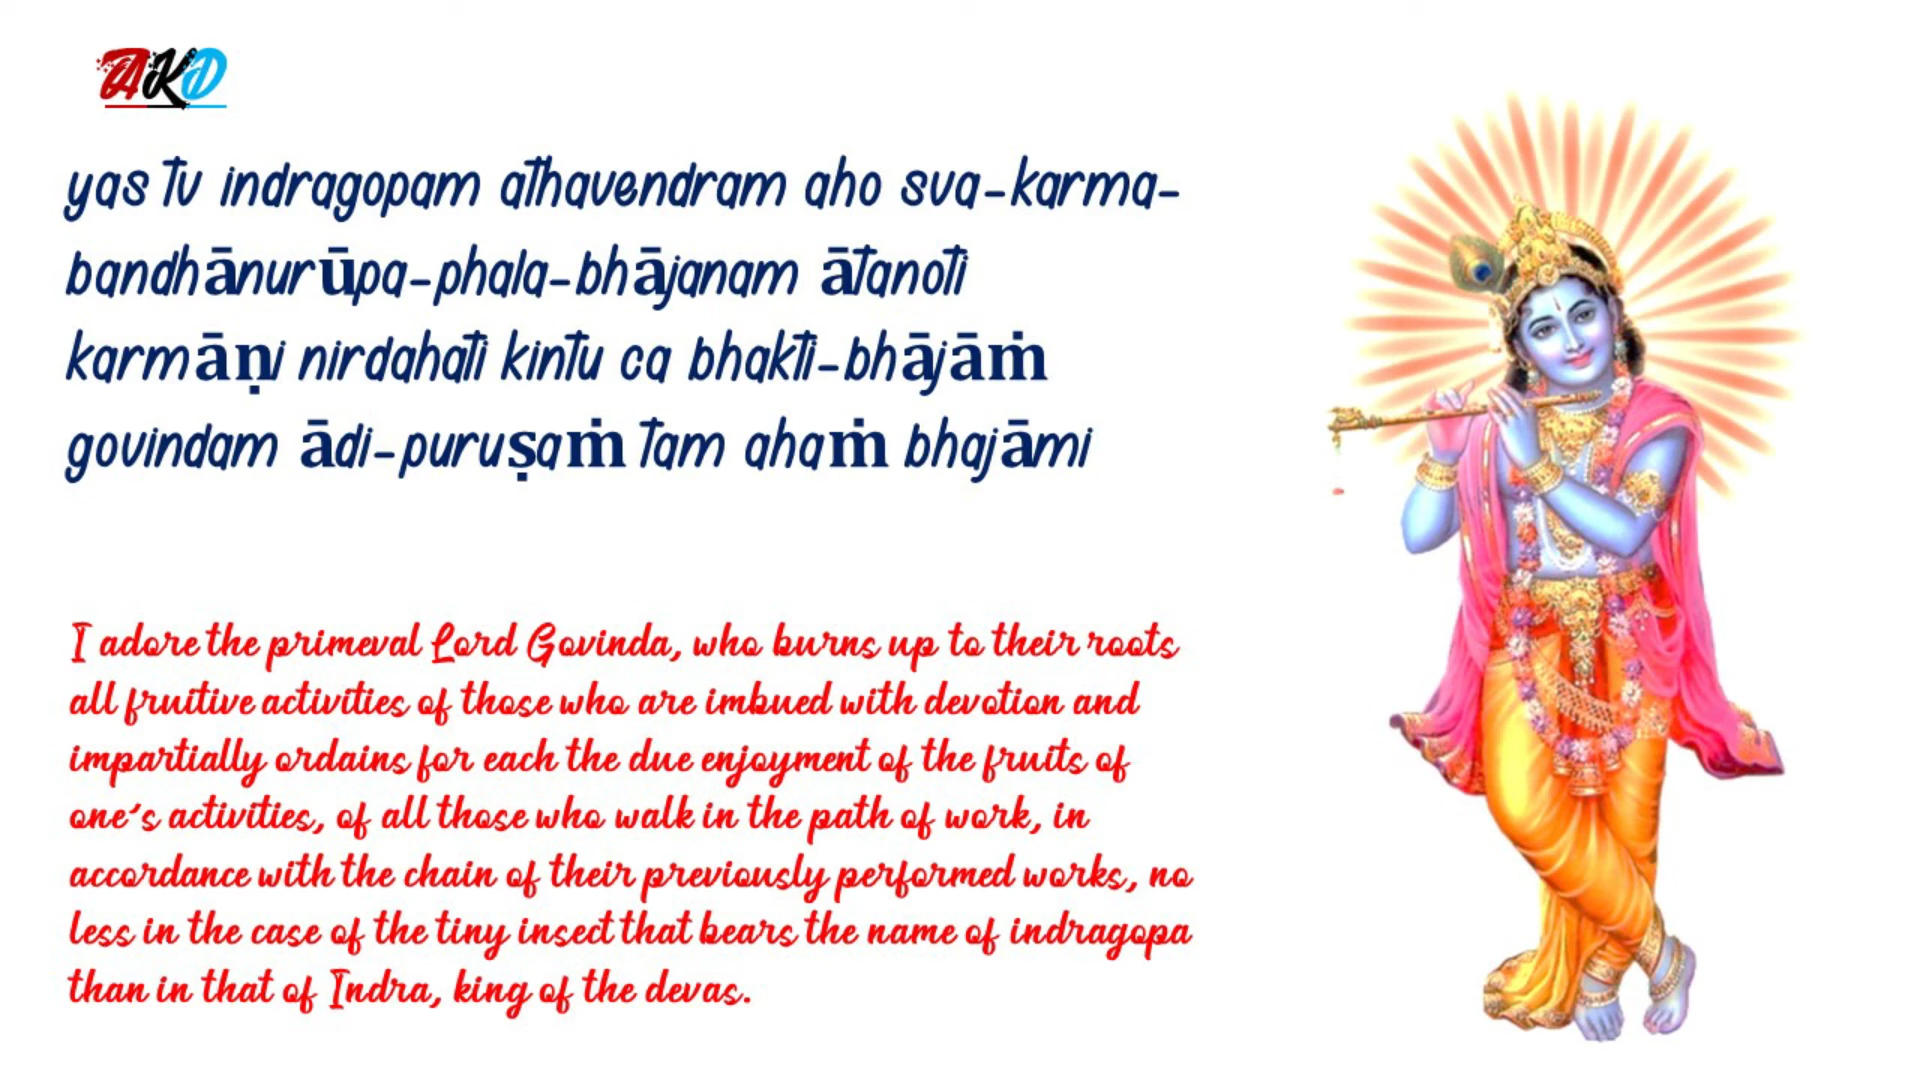 AKD
yas tv indragopam athavendram aho sva-karma-
bandhānurūpa-phala-bhājanam ātanoti
karmāṇi nirdahati kintu ca bhakti-bhājāṁ
govindam ādi-puruṣaṁ tam ahaṁ bhajāmi
I adore the primeval Lord Govinda, who burns up to their roots
all fruitive activities of those who are imbued with devotion and
impartially ordains for each the due enjoyment of the fruits of
one's activities, of all those who walk in the path of work, in
accordance with the chain of their previously performed works, no
less in the case of the tiny insect that bears the name of indragopa
than in that of Indra, king of the devas.